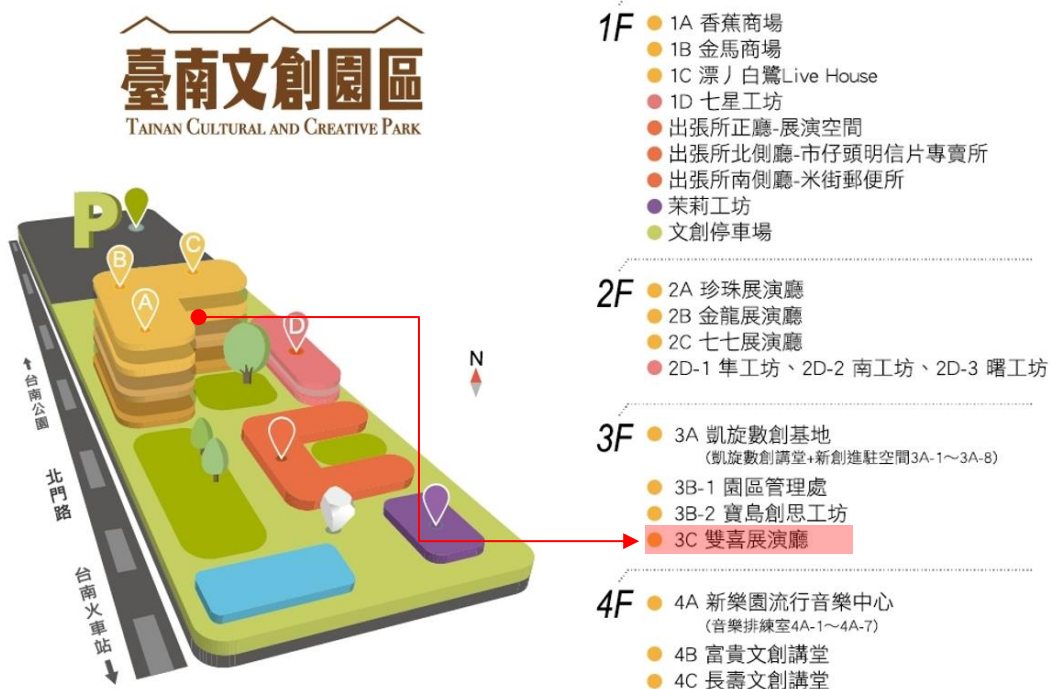 臺南文創園區
TAINAN CULTURAL AND CREATIVE PARK
P
C
B
A
D
N
↑台南公園
北門路
台南火車站↓
1F
1A 香蕉商場
1B 金馬商場
1C 漂丿白鷺Live House
1D 七星工坊
出張所正廳-展演空間
出張所北側廳-市仔頭明信片專賣所
出張所南側廳-米街郵便所
茉莉工坊
文創停車場
2F
2A 珍珠展演廳
2B 金龍展演廳
2C 七七展演廳
2D-1 隼工坊、2D-2 南工坊、2D-3 曙工坊
3F
3A 凱旋數創基地
(凱旋數創講堂+新創進駐空間3A-1～3A-8)
3B-1 園區管理處
3B-2 寶島創思工坊
3C 雙喜展演廳
4F
4A 新樂園流行音樂中心
(音樂排練室4A-1～4A-7)
4B 富貴文創講堂
4C 長壽文創講堂